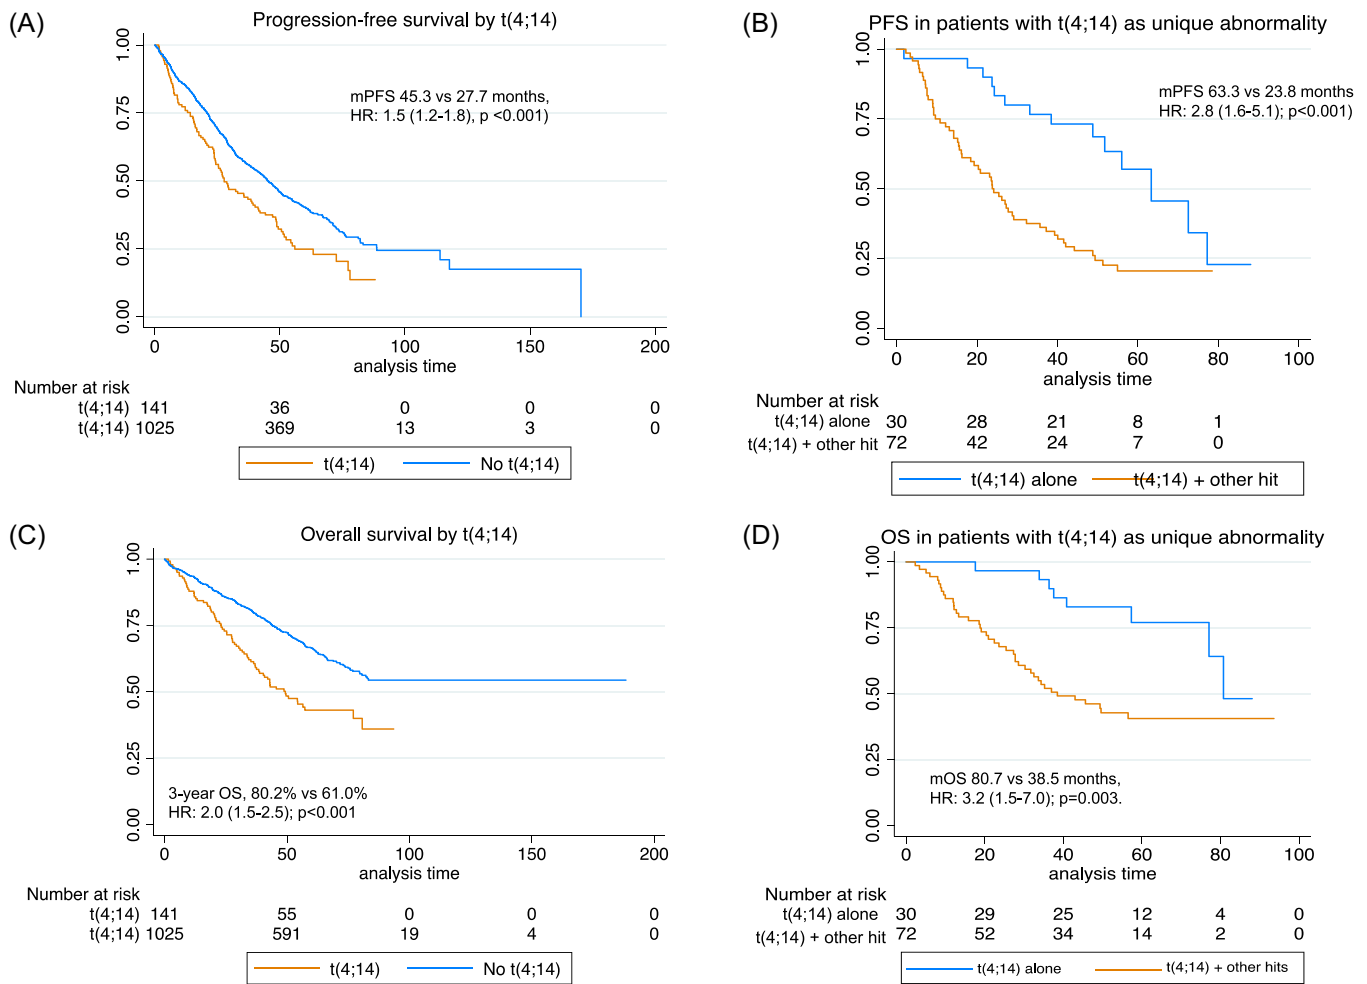 (A)
Progression-free survival by t(4;14)
mPFS 45.3 vs 27.7 months,
HR: 1.5 (1.2-1.8), p <0.001)
1.00
0.75
0.50
0.25
0.00
0 50 100 150 200
analysis time
Number at risk
t(4;14) 141 36 0 0 0
t(4;14) 1025 369 13 3 0
t(4;14) No t(4;14)
(B)
PFS in patients with t(4;14) as unique abnormality
mPFS 63.3 vs 23.8 months
HR: 2.8 (1.6-5.1); p<0.001)
1.00
0.75
0.50
0.25
0.00
0 20 40 60 80 100
analysis time
Number at risk
t(4;14) alone 30 28 21 8 1
t(4;14) + other hit 72 42 24 7 0
t(4;14) alone t(4;14) + other hit
(C)
Overall survival by t(4;14)
1.00
0.75
0.50
0.25
0.00
3-year OS, 80.2% vs 61.0%
HR: 2.0 (1.5-2.5); p<0.001
0 50 100 150 200
analysis time
Number at risk
t(4;14) 141 55 0 0 0
t(4;14) 1025 591 19 4 0
t(4;14) No t(4;14)
(D)
OS in patients with t(4;14) as unique abnormality
1.00
0.75
0.50
0.25
0.00
mOS 80.7 vs 38.5 months,
HR: 3.2 (1.5-7.0); p=0.003.
0 20 40 60 80 100
analysis time
Number at risk
t(4;14) alone 30 29 25 12 4 0
t(4;14) + other hit 72 52 34 14 2 0
t(4;14) alone t(4;14) + other hits